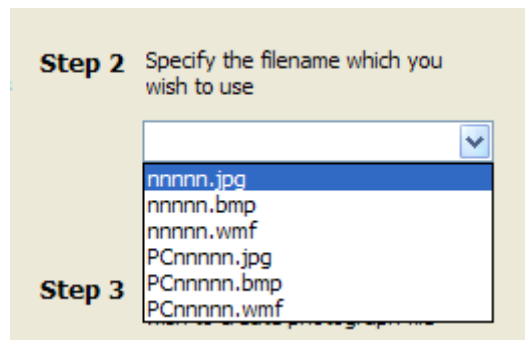 Step 2 Specify the filename which you
wish to use
nnnnn.jpg
nnnnn.bmp
nnnnn.wmf
PCnnnnn.jpg
PCnnnnn.bmp
Step 3 PCnnnnn.wmf